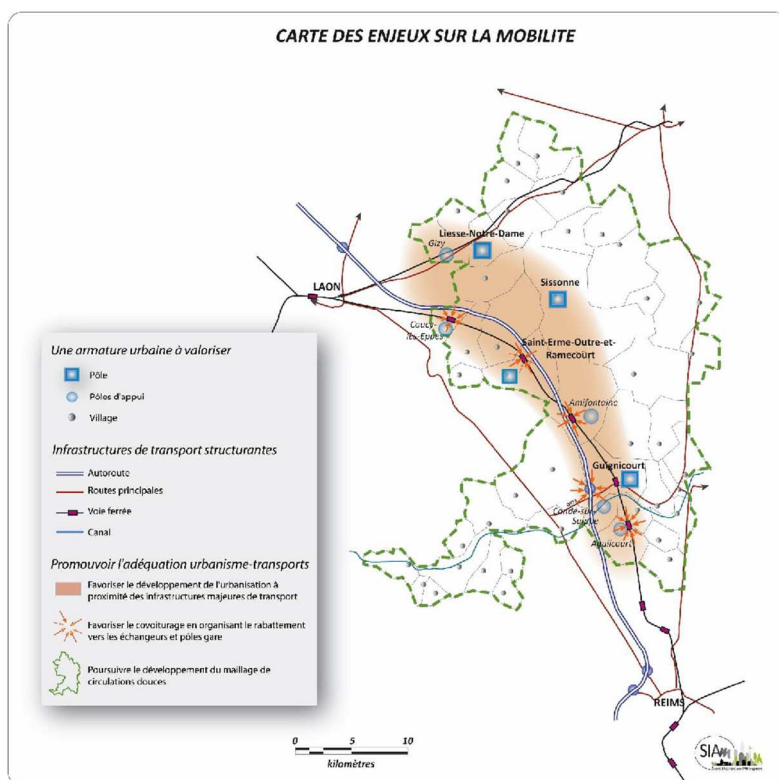 CARTE DES ENJEUX SUR LA MOBILITE
Liesse-Notre-Dame
Gizy
Sissonne
LAON
Coucy-
lès-Eppes
Saint-Erme-Outre-et-
Ramecourt
Amifontaine
Guignicourt
Condé-sur-
Suippe
Aguilcourt
REIMS
Une armature urbaine à valoriser
Pôle
Pôles d'appui
Village
Infrastructures de transport structurantes
Autoroute
Routes principales
Voie ferrée
Canal
Promouvoir l'adéquation urbanisme-transports
Favoriser le développement de l'urbanisation à
proximité des infrastructures majeures de transport
Favoriser le covoiturage en organisant le rabattement
vers les échangeurs et pôles gare
Poursuivre le développement du maillage de
circulations douces
0 5 10
kilomètres
SIAm